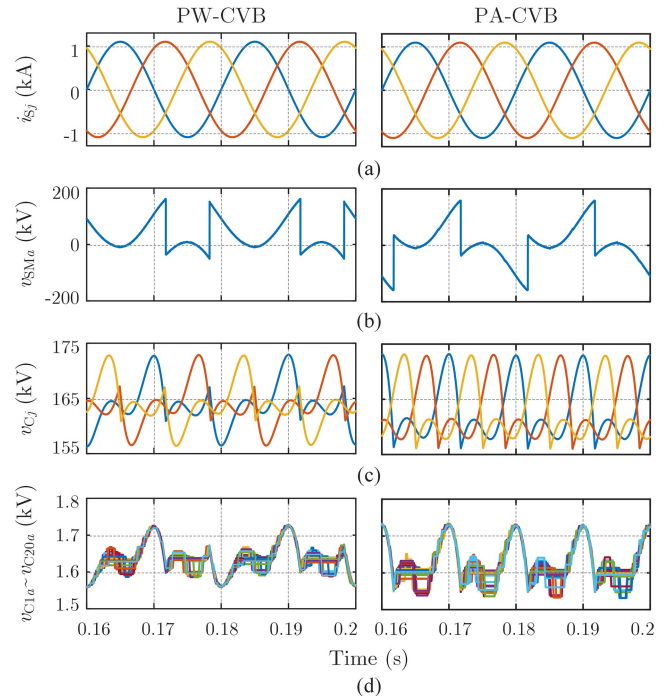 PW-CVB PA-CVB
i_Sj (kA)
1
0
-1
(a)
v_SMa (kV)
200
0
-200
(b)
v_Cj (kV)
175
165
155
(c)
v_C1a ~ v_C20a (kV)
1.8
1.7
1.6
1.5
0.16 0.17 0.18 0.19 0.2 0.16 0.17 0.18 0.19 0.2
Time (s)
(d)